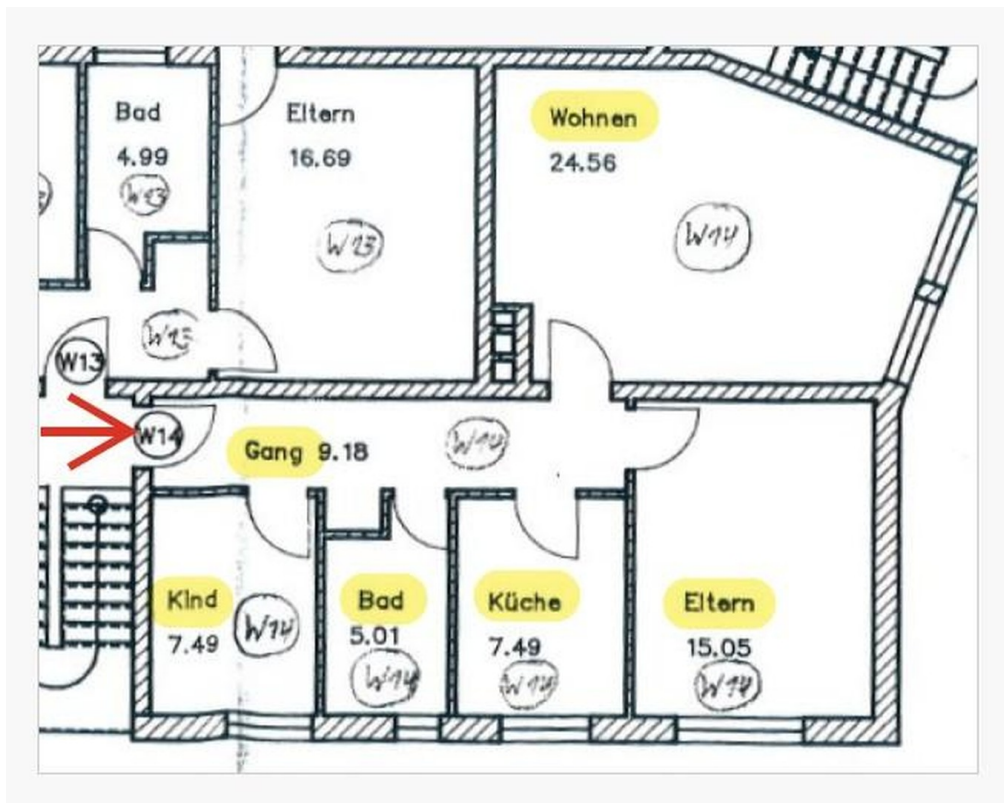 Bad
4.99
W13
Eltern
16.69
W13
Wohnen
24.56
W14
W13
W13
W14
Gang 9.18
W14
Kind
7.49
W14
Bad
5.01
W14
Küche
7.49
W14
Eltern
15.05
W14